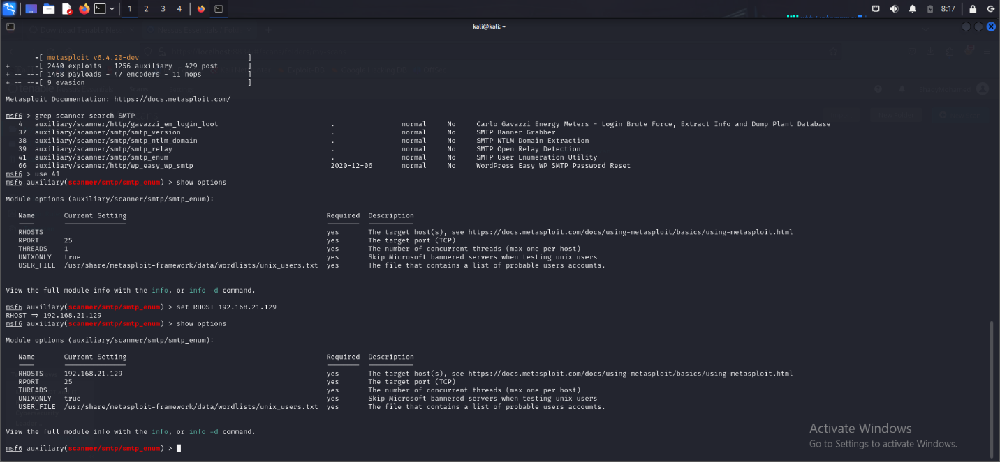 1 2 3 4 8:17
kali@kali: ~
=[ metasploit v6.4.20-dev ]
+ -- --=[ 2440 exploits - 1256 auxiliary - 429 post ]
+ -- --=[ 1468 payloads - 47 encoders - 11 nops ]
+ -- --=[ 9 evasion ]
Metasploit Documentation: https://docs.metasploit.com/
msf6 > grep scanner search SMTP
4 auxiliary/scanner/http/gavazzi_em_login_loot . normal No Carlo Gavazzi Energy Meters - Login Brute Force, Extract Info and Dump Plant Database
37 auxiliary/scanner/smtp/smtp_version . normal No SMTP Banner Grabber
38 auxiliary/scanner/smtp/smtp_ntlm_domain . normal No SMTP NTLM Domain Extraction
39 auxiliary/scanner/smtp/smtp_relay . normal No SMTP Open Relay Detection
41 auxiliary/scanner/smtp/smtp_enum . normal No SMTP User Enumeration Utility
66 auxiliary/scanner/http/wp_easy_wp_smtp 2020-12-06 normal No WordPress Easy WP SMTP Password Reset
msf6 > use 41
msf6 auxiliary(scanner/smtp/smtp_enum) > show options
Module options (auxiliary/scanner/smtp/smtp_enum):
Name Current Setting Required Description
RHOSTS yes The target host(s), see https://docs.metasploit.com/docs/using-metasploit/basics/using-metasploit.html
RPORT 25 yes The target port (TCP)
THREADS 1 yes The number of concurrent threads (max one per host)
UNIXONLY true yes Skip Microsoft bannered servers when testing unix users
USER_FILE /usr/share/metasploit-framework/data/wordlists/unix_users.txt yes The file that contains a list of probable users accounts.
View the full module info with the info, or info -d command.
msf6 auxiliary(scanner/smtp/smtp_enum) > set RHOST 192.168.21.129
RHOST => 192.168.21.129
msf6 auxiliary(scanner/smtp/smtp_enum) > show options
Module options (auxiliary/scanner/smtp/smtp_enum):
Name Current Setting Required Description
RHOSTS 192.168.21.129 yes The target host(s), see https://docs.metasploit.com/docs/using-metasploit/basics/using-metasploit.html
RPORT 25 yes The target port (TCP)
THREADS 1 yes The number of concurrent threads (max one per host)
UNIXONLY true yes Skip Microsoft bannered servers when testing unix users
USER_FILE /usr/share/metasploit-framework/data/wordlists/unix_users.txt yes The file that contains a list of probable users accounts.
View the full module info with the info, or info -d command.
msf6 auxiliary(scanner/smtp/smtp_enum) >
Activate Windows
Go to Settings to activate Windows.